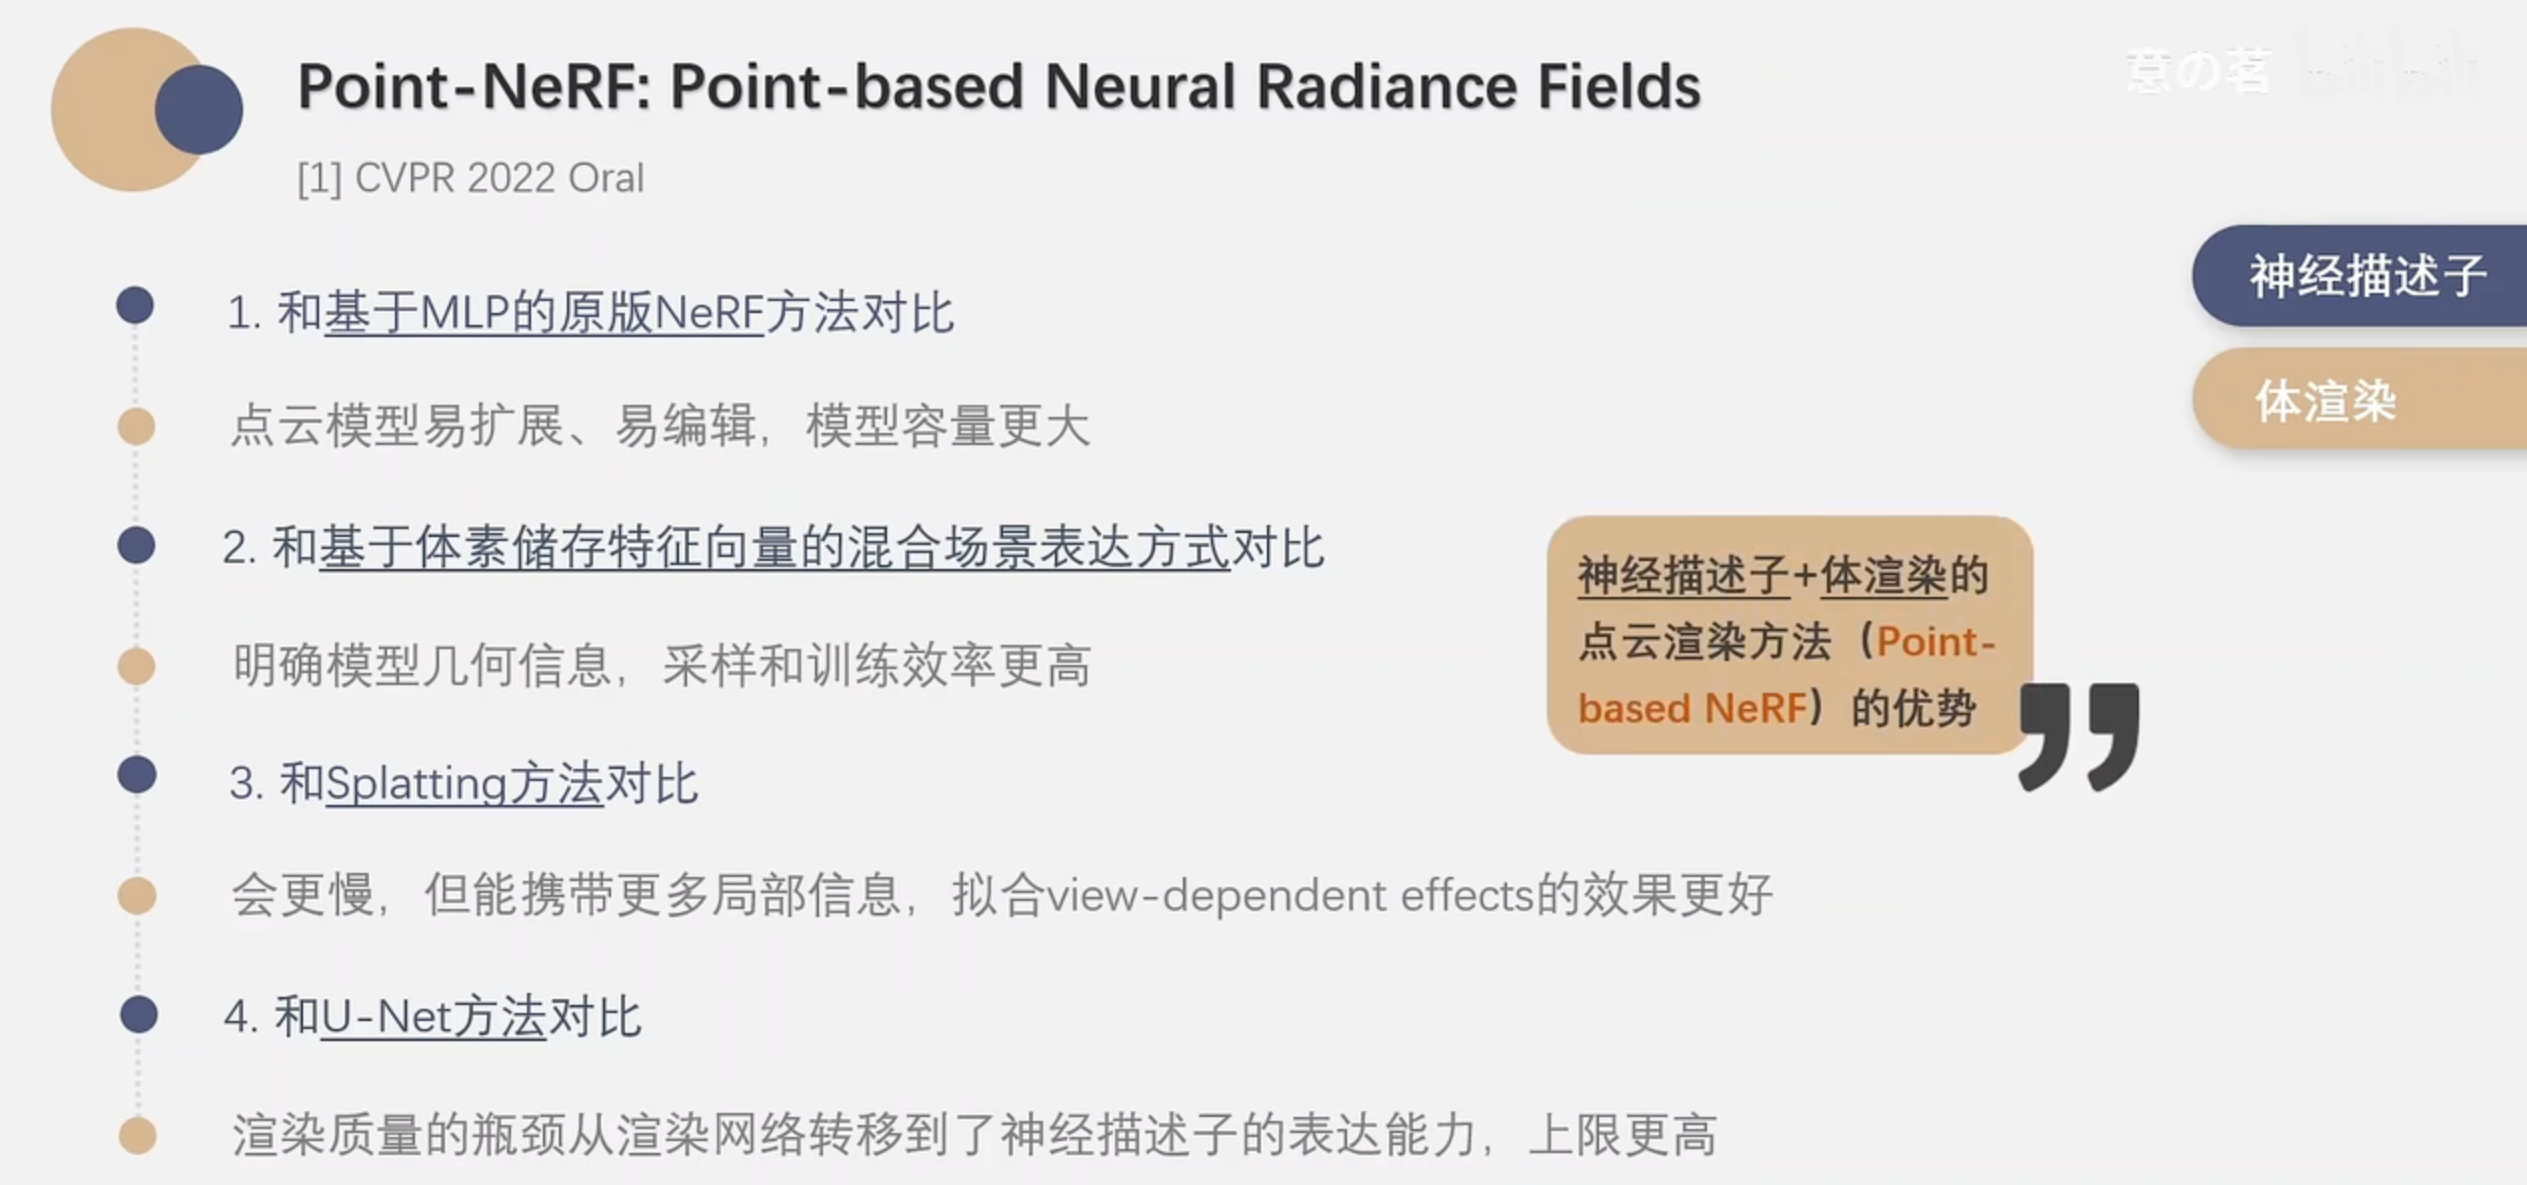 Point-NeRF: Point-based Neural Radiance Fields
意の茗 bilibili
[1] CVPR 2022 Oral
神经描述子
体渲染
1. 和基于MLP的原版NeRF方法对比
点云模型易扩展、易编辑，模型容量更大
2. 和基于体素储存特征向量的混合场景表达方式对比
明确模型几何信息，采样和训练效率更高
神经描述子+体渲染的
点云渲染方法（Point-
based NeRF）的优势
3. 和Splatting方法对比
会更慢，但能携带更多局部信息，拟合view-dependent effects的效果更好
4. 和U-Net方法对比
渲染质量的瓶颈从渲染网络转移到了神经描述子的表达能力，上限更高